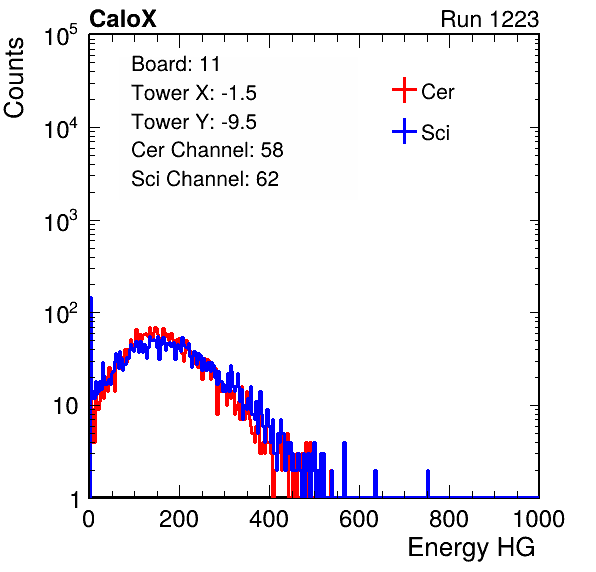 CaloX
Run 1223
Counts
10^5
10^4
10^3
10^2
10
1
Board: 11
Tower X: -1.5
Tower Y: -9.5
Cer Channel: 58
Sci Channel: 62
Cer
Sci
0 200 400 600 800 1000
Energy HG